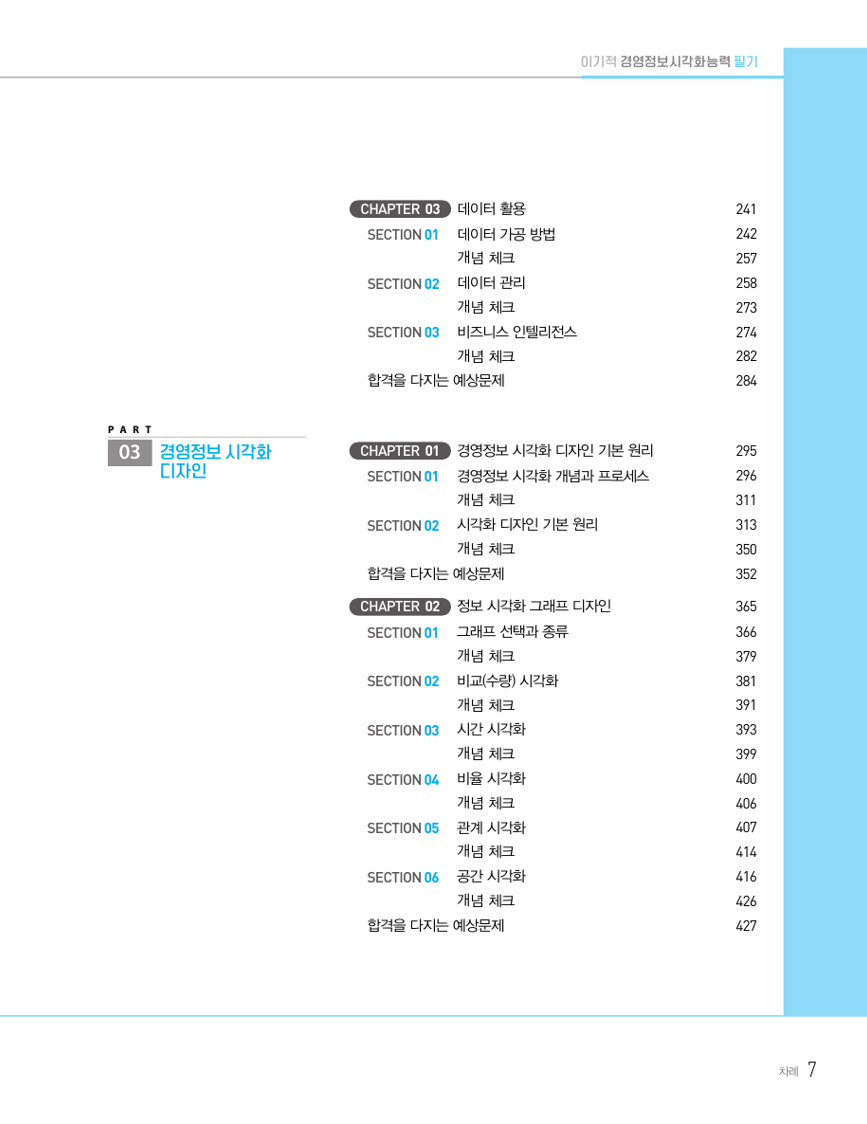 이기적 경영정보시각화능력 필기
CHAPTER 03 데이터 활용 241
SECTION 01 데이터 가공 방법 242
개념 체크 257
SECTION 02 데이터 관리 258
개념 체크 273
SECTION 03 비즈니스 인텔리전스 274
개념 체크 282
합격을 다지는 예상문제 284
PART
03 경영정보 시각화
디자인
CHAPTER 01 경영정보 시각화 디자인 기본 원리 295
SECTION 01 경영정보 시각화 개념과 프로세스 296
개념 체크 311
SECTION 02 시각화 디자인 기본 원리 313
개념 체크 350
합격을 다지는 예상문제 352
CHAPTER 02 정보 시각화 그래프 디자인 365
SECTION 01 그래프 선택과 종류 366
개념 체크 379
SECTION 02 비교(수량) 시각화 381
개념 체크 391
SECTION 03 시간 시각화 393
개념 체크 399
SECTION 04 비율 시각화 400
개념 체크 406
SECTION 05 관계 시각화 407
개념 체크 414
SECTION 06 공간 시각화 416
개념 체크 426
합격을 다지는 예상문제 427
차례 7